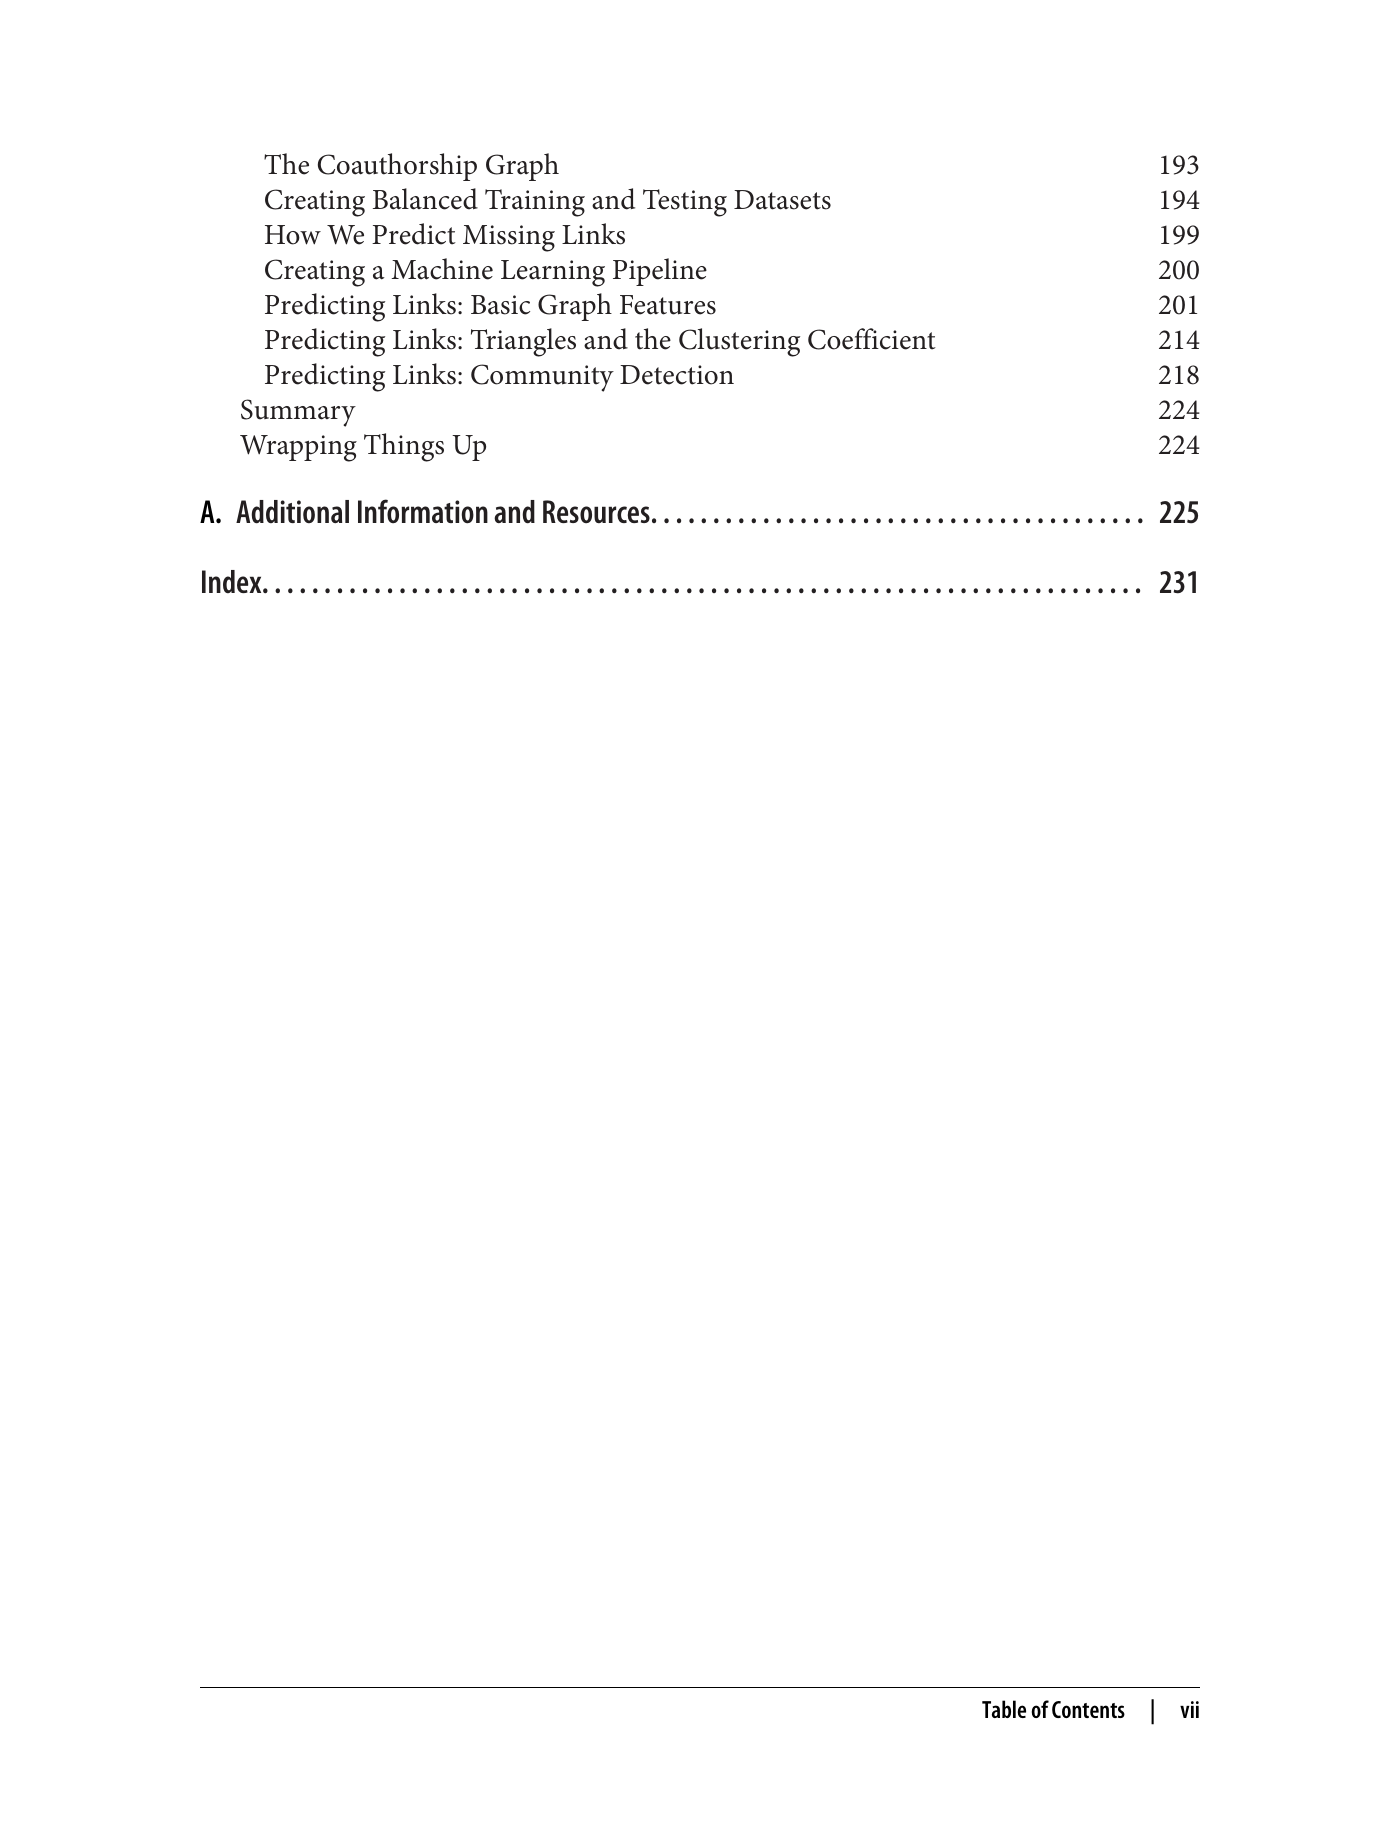 The Coauthorship Graph 193
Creating Balanced Training and Testing Datasets 194
How We Predict Missing Links 199
Creating a Machine Learning Pipeline 200
Predicting Links: Basic Graph Features 201
Predicting Links: Triangles and the Clustering Coefficient 214
Predicting Links: Community Detection 218
Summary 224
Wrapping Things Up 224
A. Additional Information and Resources. . . . . . . . . . . . . . . . . . . . . . . . . . . . . . . . . . . . . . . 225
Index. . . . . . . . . . . . . . . . . . . . . . . . . . . . . . . . . . . . . . . . . . . . . . . . . . . . . . . . . . . . . . . . . . . . . . 231
Table of Contents | vii